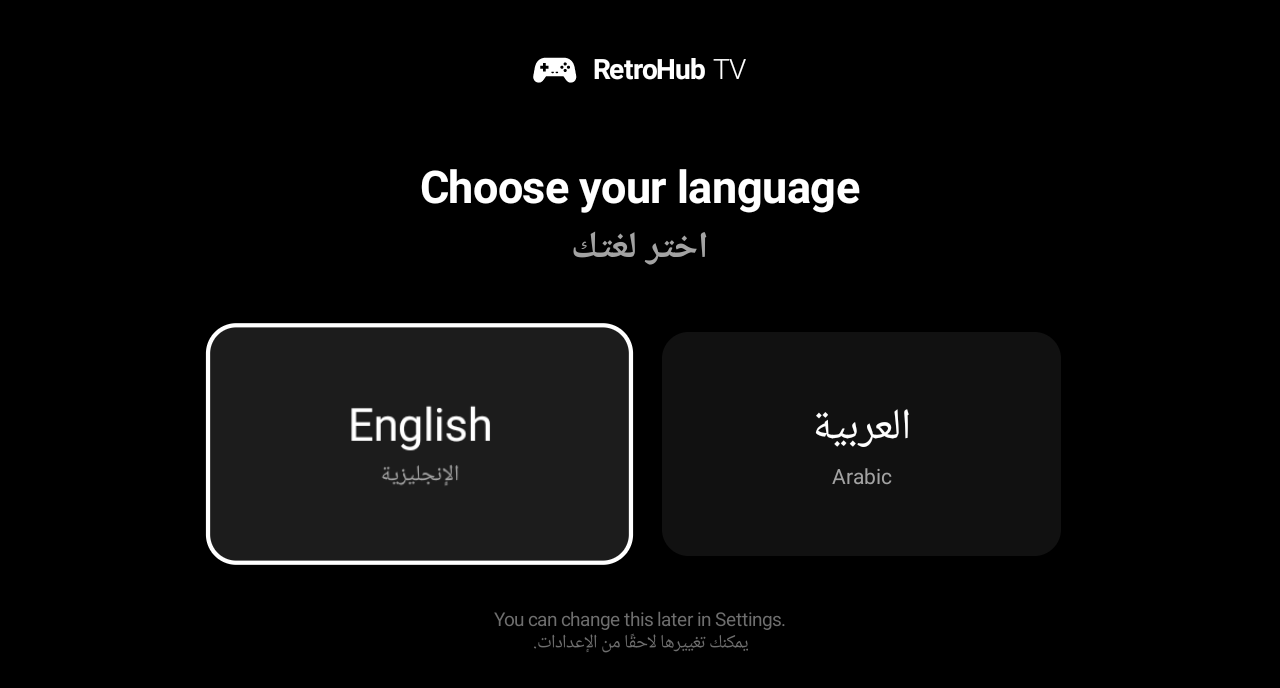 RetroHub TV
Choose your language
اختر لغتك
English
الإنجليزية
العربية
Arabic
You can change this later in Settings.
يمكنك تغييرها لاحقًا من الإعدادات.